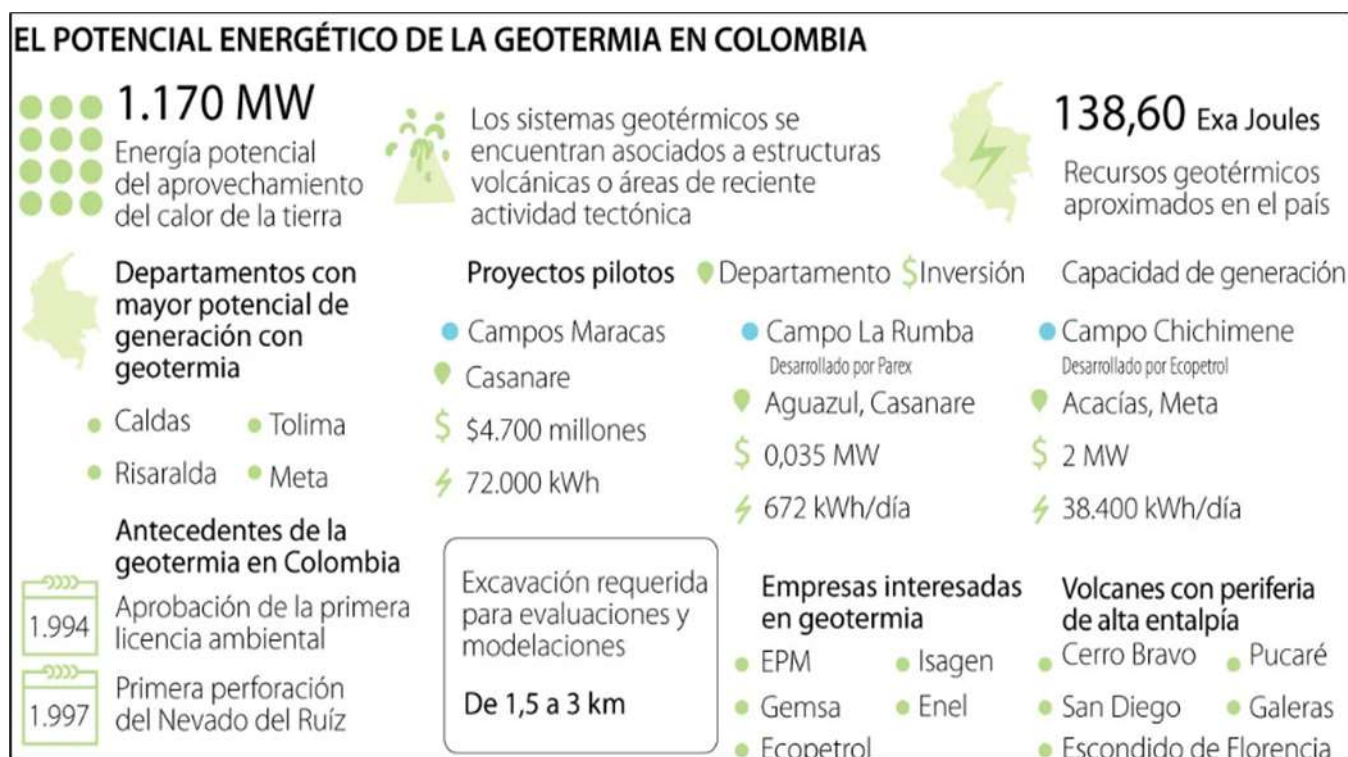 EL POTENCIAL ENERGÉTICO DE LA GEOTERMIA EN COLOMBIA
1.170 MW
Energía potencial
del aprovechamiento
del calor de la tierra
Los sistemas geotérmicos se
encuentran asociados a estructuras
volcánicas o áreas de reciente
actividad tectónica
138,60 Exa Joules
Recursos geotérmicos
aproximados en el país
Departamentos con
mayor potencial de
generación con
geotermia
Caldas
Tolima
Risaralda
Meta
Proyectos pilotos
Departamento
$Inversión
Capacidad de generación
Campos Maracas
Casanare
$ $4.700 millones
72.000 kWh
Campo La Rumba
Desarrollado por Parex
Aguazul, Casanare
$ 0,035 MW
672 kWh/día
Campo Chichimene
Desarrollado por Ecopetrol
Acacías, Meta
$ 2 MW
38.400 kWh/día
Antecedentes de la
geotermia en Colombia
1.994
Aprobación de la primera
licencia ambiental
1.997
Primera perforación
del Nevado del Ruíz
Excavación requerida
para evaluaciones y
modelaciones
De 1,5 a 3 km
Empresas interesadas
en geotermia
EPM
Isagen
Gemsa
Enel
Ecopetrol
Volcanes con periferia
de alta entalpía
Cerro Bravo
Pucaré
San Diego
Galeras
Escondido de Florencia